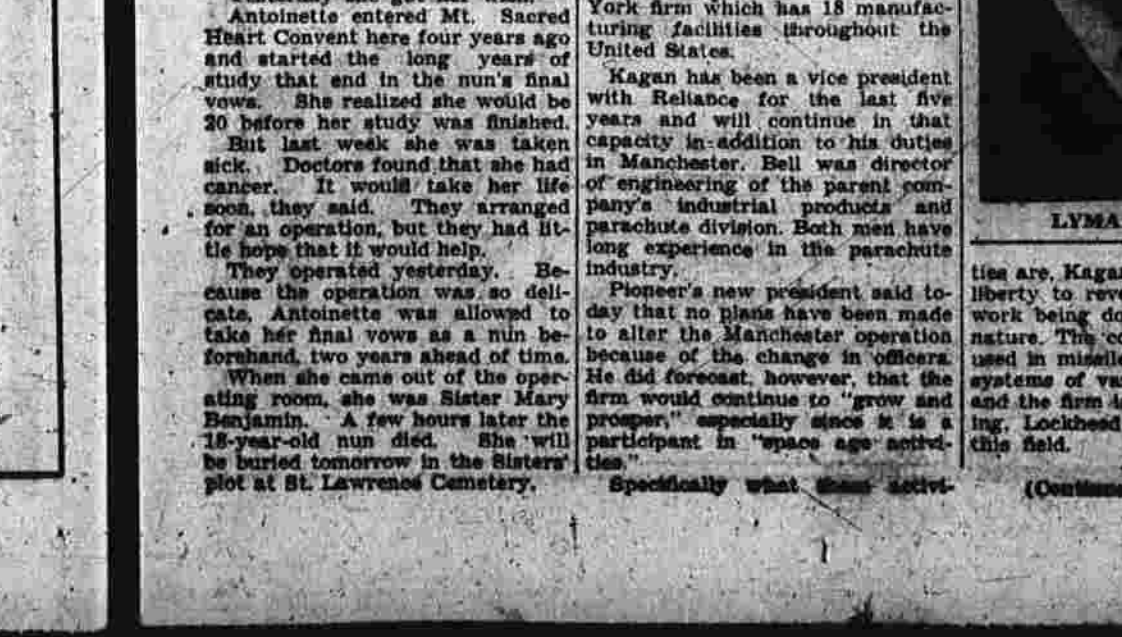 Antoinette entered Mt. Sacred
Heart Convent here four years ago
and started the long years of
study that end in the nun's final
vows. She realized she would be
20 before her study was finished.
But last week she was taken
sick. Doctors found that she had
cancer. It would take her life
soon, they said. They arranged
for an operation, but they had lit-
tle hope that it would help.
They operated yesterday. Be-
cause the operation was so deli-
cate, Antoinette was allowed to
take her final vows as a nun be-
forehand, two years ahead of time.
When she came out of the oper-
ating room, she was Sister Mary
Benjamin. A few hours later the
18-year-old nun died. She will
be buried tomorrow in the Sisters'
plot at St. Lawrence Cemetery.
York firm which has 18 manufac-
turing facilities throughout the
United States.
Kagan has been a vice president
with Reliance for the last five
years and will continue in that
capacity in addition to his duties
in Manchester. Bell was director
of engineering of the parent com-
pany's industrial products and
parachute division. Both men have
long experience in the parachute
industry.
Pioneer's new president said to-
day that no plans have been made
to alter the Manchester operation
because of the change in officers.
He did forecast, however, that the
firm would continue to "grow and
prosper," especially since it is a
participant in "space age activi-
ties."
Specifically what these activi-
LYMA
ties are, Kagan
liberty to reve
work being do
nature. The co
used in missile
systems of va
and the firm i
ing. Lockheed
this field.
(Continue